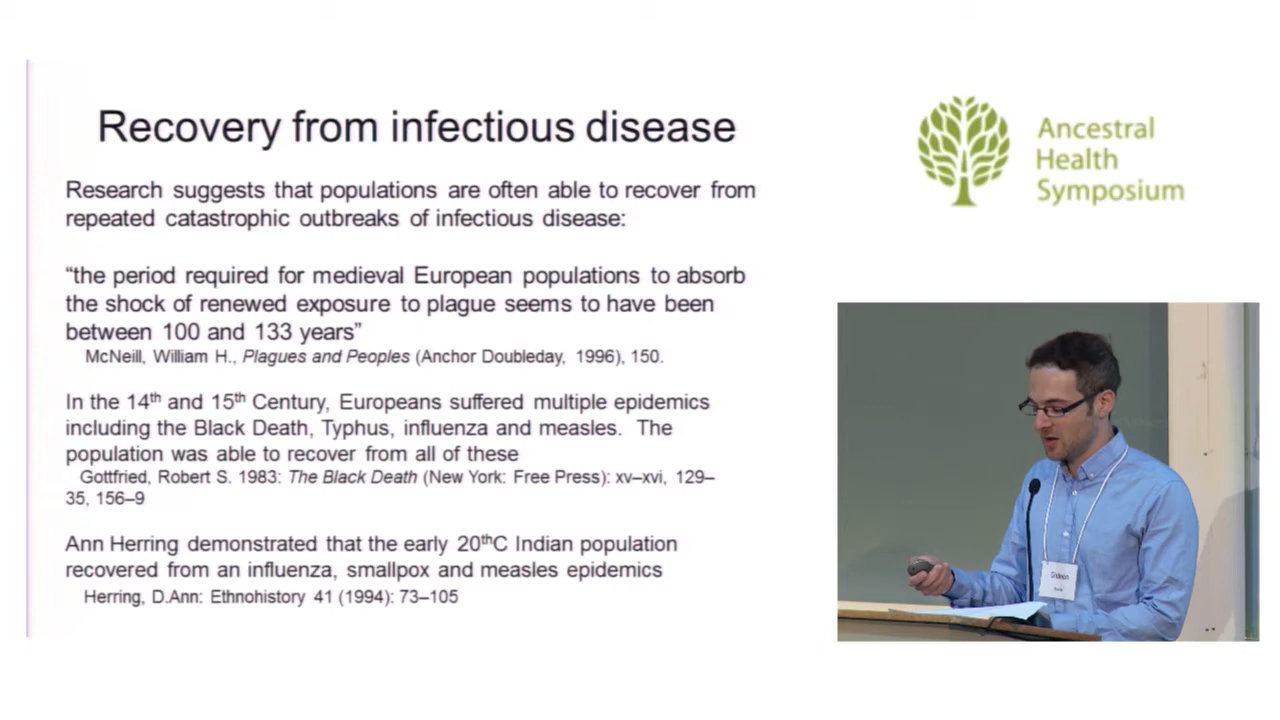 Recovery from infectious disease
Research suggests that populations are often able to recover from
repeated catastrophic outbreaks of infectious disease:
“the period required for medieval European populations to absorb
the shock of renewed exposure to plague seems to have been
between 100 and 133 years”
McNeill, William H., Plagues and Peoples (Anchor Doubleday, 1996), 150.
In the 14th and 15th Century, Europeans suffered multiple epidemics
including the Black Death, Typhus, influenza and measles. The
population was able to recover from all of these
Gottfried, Robert S. 1983: The Black Death (New York: Free Press): xv–xvi, 129–
35, 156–9
Ann Herring demonstrated that the early 20thC Indian population
recovered from an influenza, smallpox and measles epidemics
Herring, D.Ann: Ethnohistory 41 (1994): 73–105
Ancestral
Health
Symposium